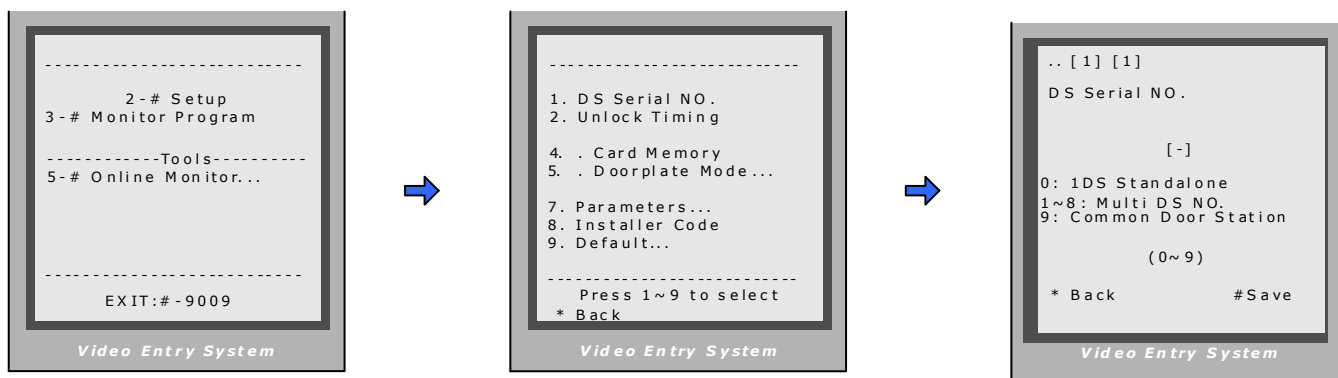 --------------------------
2-# Setup
3-# Monitor Program
------------Tools----------
5-# Online Monitor...
--------------------------
EXIT:#-9009
Video Entry System
--------------------------
1. DS Serial NO.
2. Unlock Timing
4. . Card Memory
5. . Doorplate Mode...
7. Parameters...
8. Installer Code
9. Default...
--------------------------
Press 1~9 to select
* Back
Video Entry System
..[1] [1]
DS Serial NO.
[-]
0: 1DS Standalone
1~8: Multi DS NO.
9: Common Door Station
(0~9)
* Back #Save
Video Entry System